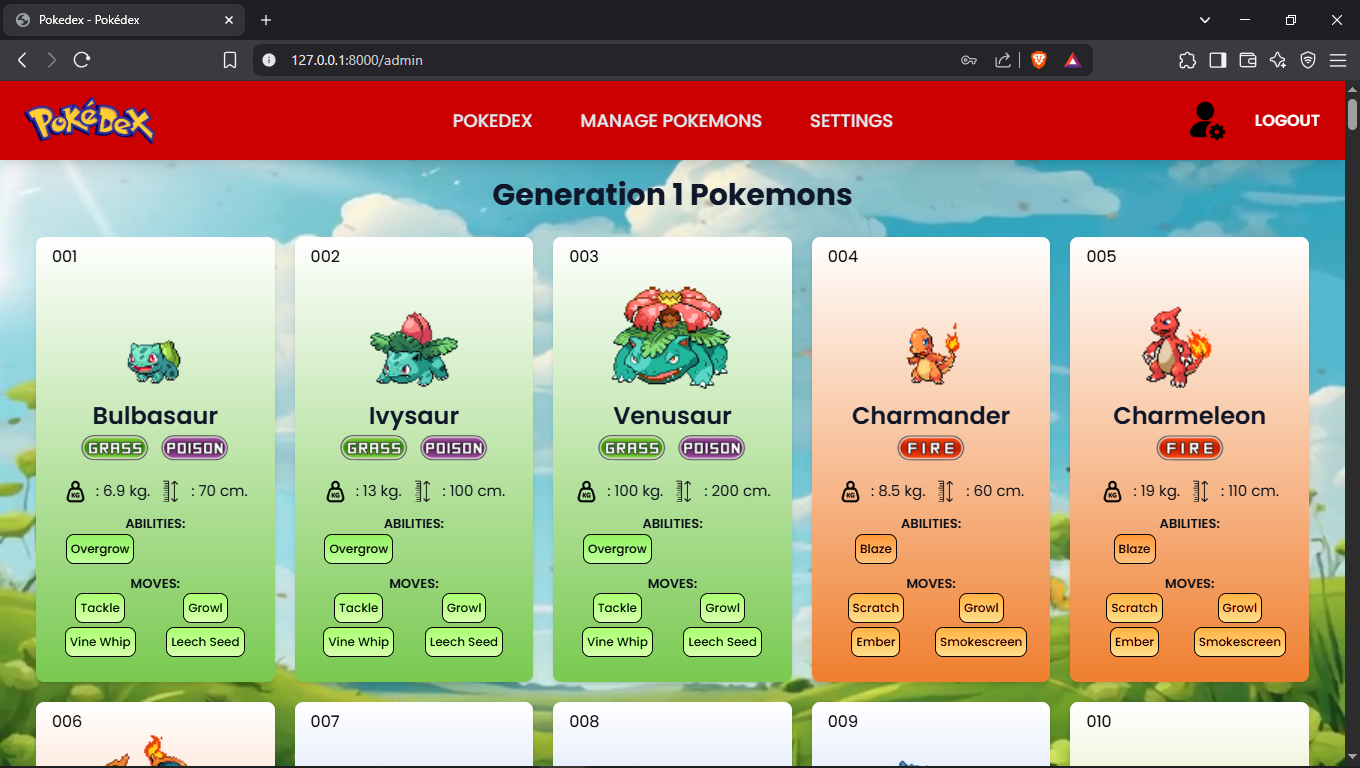 Pokedex - Pokédex
127.0.0.1:8000/admin
POKéDEX
POKEDEX MANAGE POKEMONS SETTINGS LOGOUT
Generation 1 Pokemons
001
Bulbasaur
GRASS POISON
KG : 6.9 kg. : 70 cm.
ABILITIES:
Overgrow
MOVES:
Tackle Growl
Vine Whip Leech Seed
002
Ivysaur
GRASS POISON
KG : 13 kg. : 100 cm.
ABILITIES:
Overgrow
MOVES:
Tackle Growl
Vine Whip Leech Seed
003
Venusaur
GRASS POISON
KG : 100 kg. : 200 cm.
ABILITIES:
Overgrow
MOVES:
Tackle Growl
Vine Whip Leech Seed
004
Charmander
FIRE
KG : 8.5 kg. : 60 cm.
ABILITIES:
Blaze
MOVES:
Scratch Growl
Ember Smokescreen
005
Charmeleon
FIRE
KG : 19 kg. : 110 cm.
ABILITIES:
Blaze
MOVES:
Scratch Growl
Ember Smokescreen
006
007
008
009
010